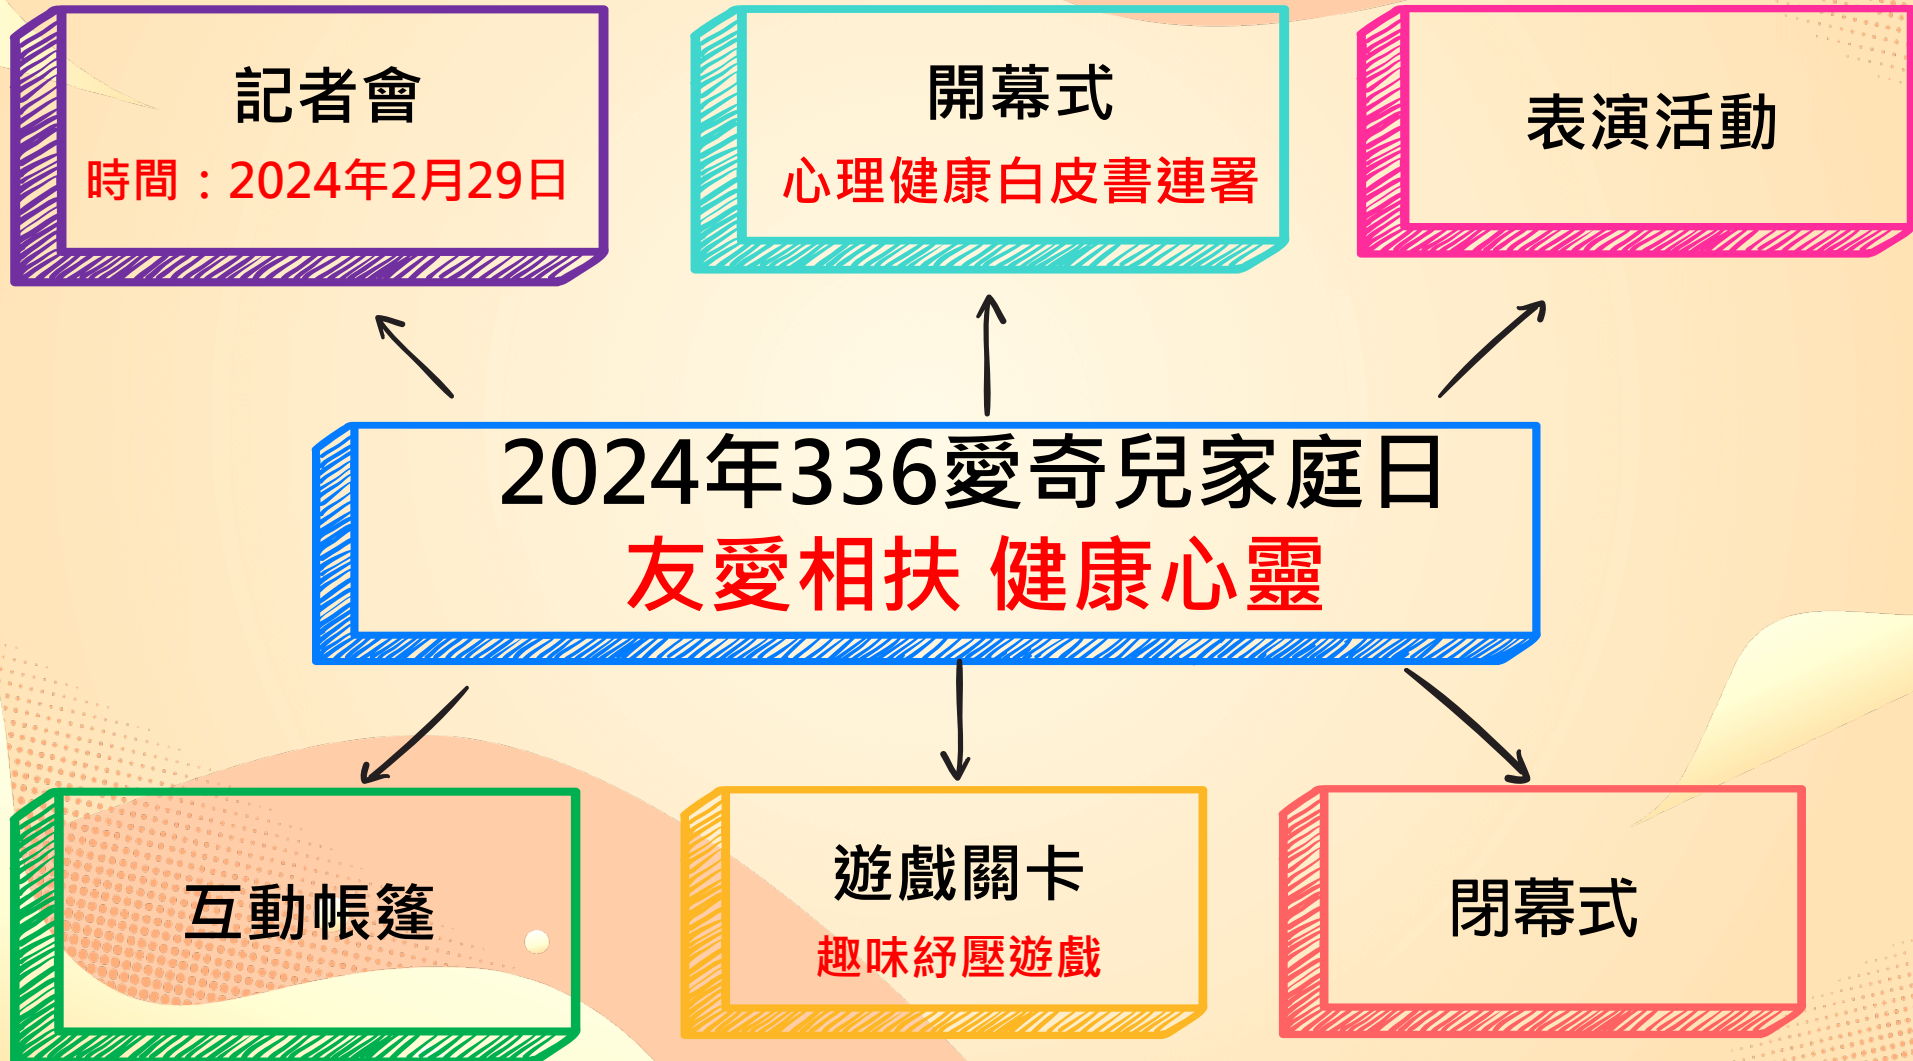 記者會
時間：2024年2月29日
開幕式
心理健康白皮書連署
表演活動
2024年336愛奇兒家庭日
友愛相扶 健康心靈
互動帳篷
遊戲關卡
趣味紓壓遊戲
閉幕式